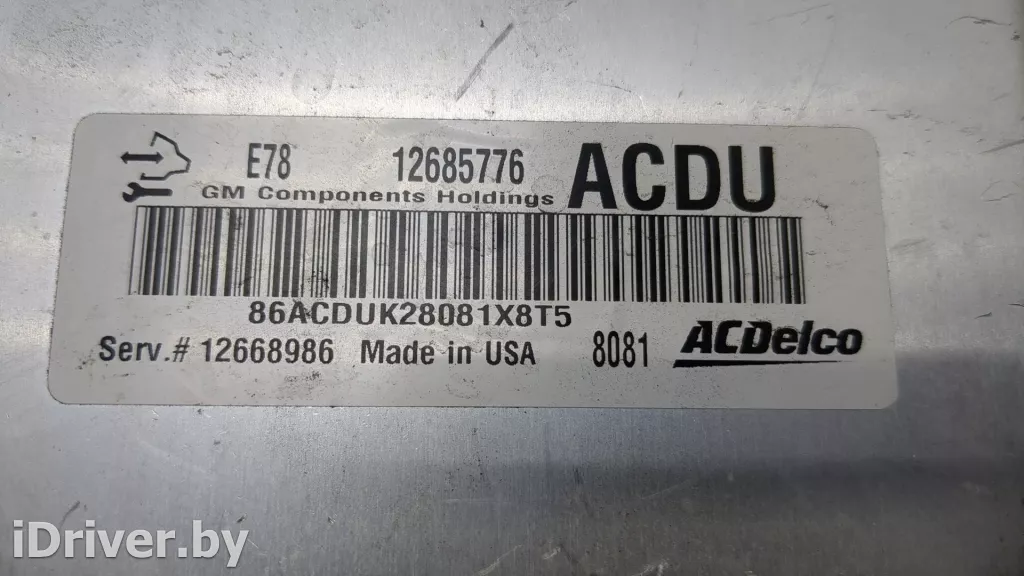 E78 12685776 ACDU
GM Components Holdings
86ACDUK28081X8T5
Serv.# 12668986 Made in USA 8081 ACDelco
iDriver.by